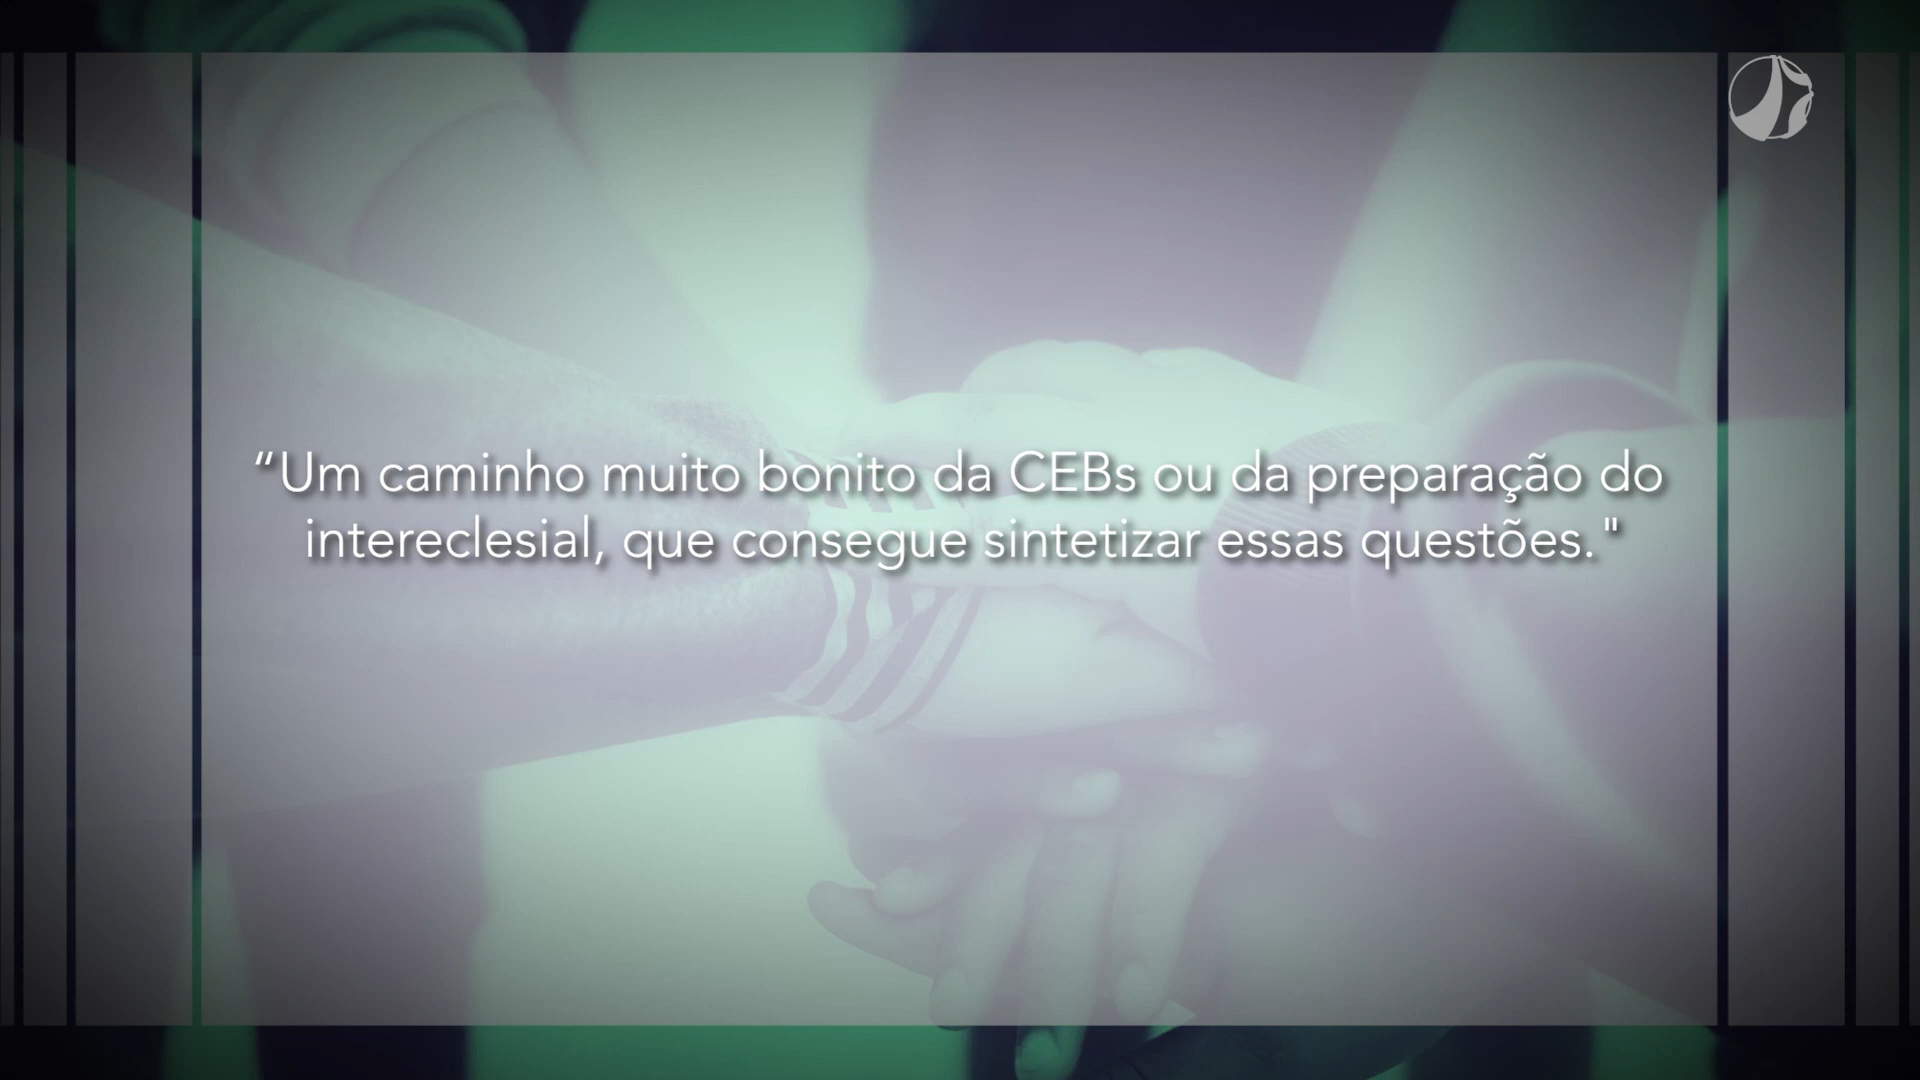 “Um caminho muito bonito da CEBs ou da preparação do
intereclesial, que consegue sintetizar essas questões."